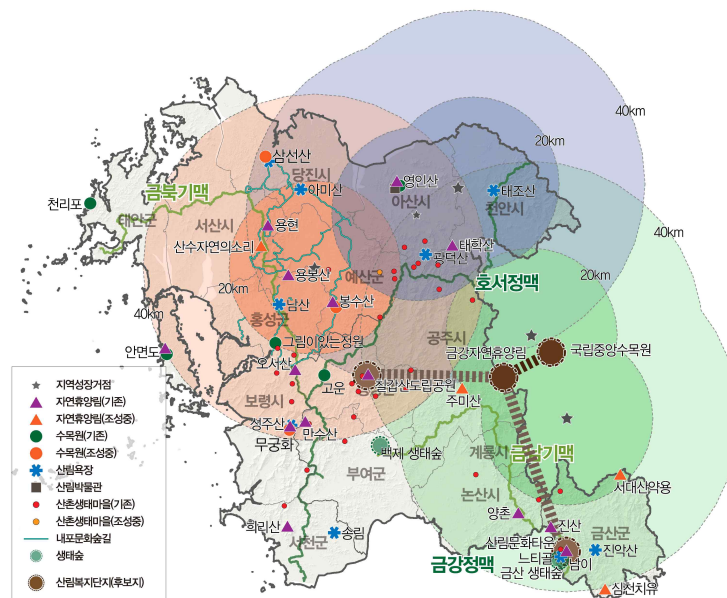 40km
20km
40km
20km
20km
40km
삼선산
당진시
아미산
영인산
아산시
태조산
천안시
천리포
태안군
금북기맥
서산시
용현
산수자연의소리
태학산
광덕산
예산군
용봉산
호서정맥
남산
봉수산
홍성군
그림이있는정원
공주시
금강자연휴양림
국립중앙수목원
안면도
오서산
고운
칠갑산도립공원
주미산
보령시
성주산
만수산
무궁화
백제 생태숲
계룡시
금강기맥
부여군
논산시
서대산약용
양촌
희리산
서천군
송림
진산
금산군
산림문화타운
진악산
느티골
남이
금강정맥
금산 생태숲
심선치유
지역성장거점
자연휴양림(기존)
자연휴양림(조성중)
수목원(기존)
수목원(조성중)
산림욕장
산림박물관
산촌생태마을(기존)
산촌생태마을(조성중)
내포문화숲길
생태숲
산림복지단지(후보지)